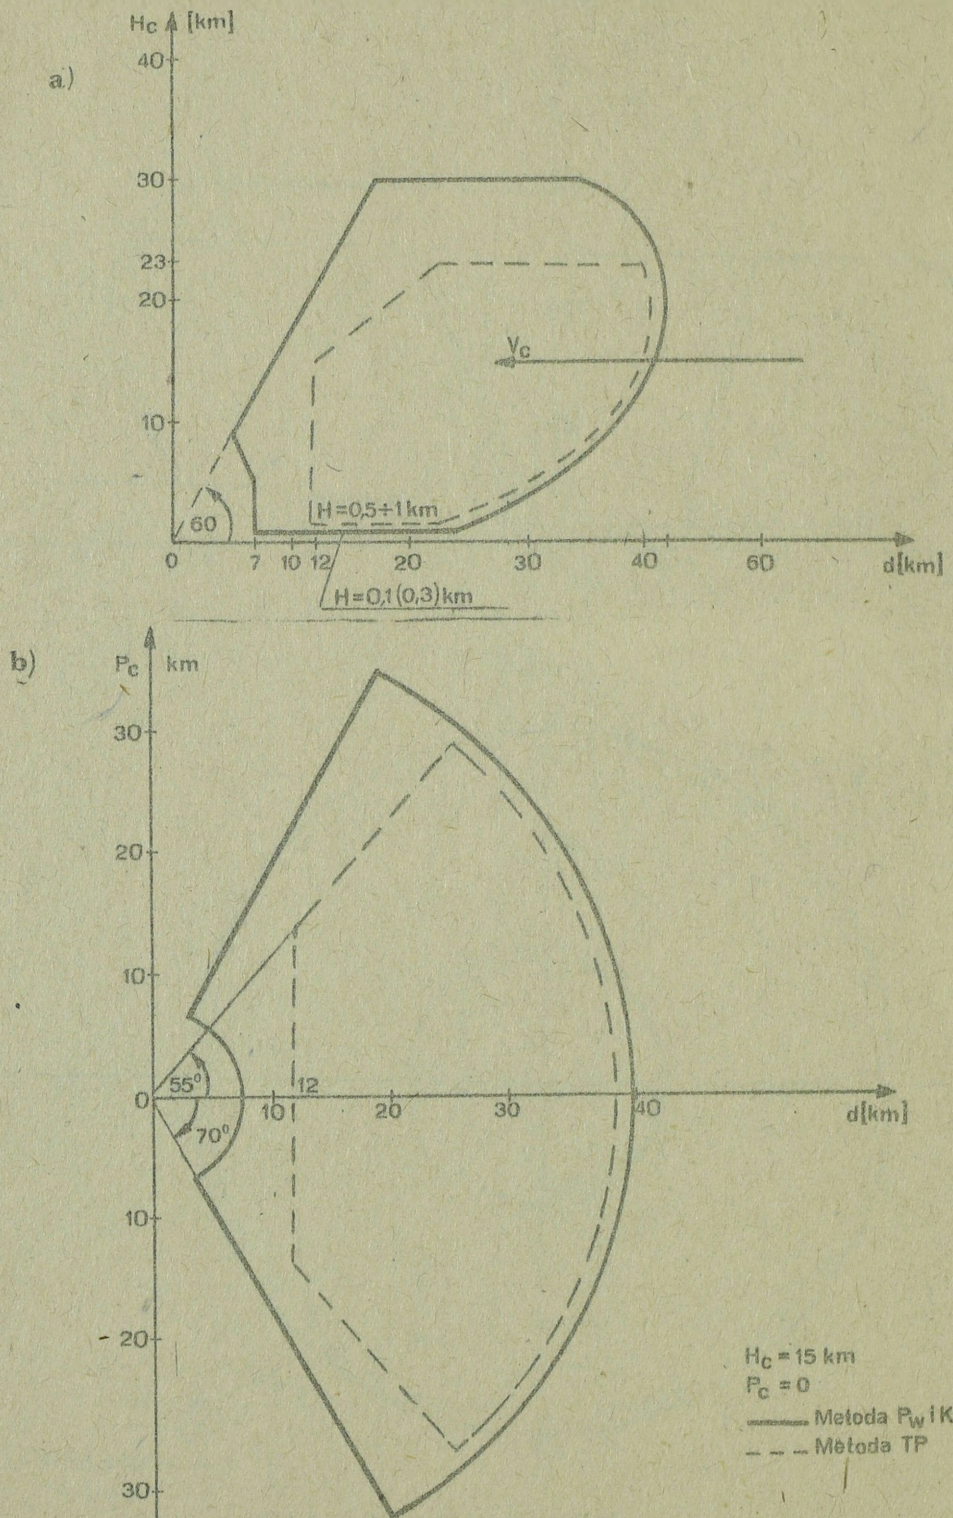 Hc [km]
40
a)
30
23
20
Vc
10
H=0,5÷1km
60
0 7 10 12 20 30 40 60 d[km]
H=0,1(0,3)km
b) Pc km
30
20
10
55° 12
0 10 20 30 40 d[km]
70°
10
20
Hc = 15 km
Pc = 0
Metoda Pw i K
Metoda TP
30